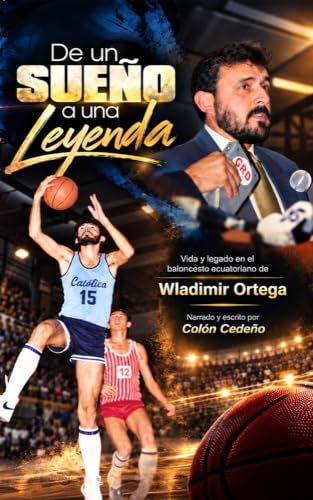 De un
SUEÑO
a una
Leyenda
GRD
Vida y legado en el
baloncesto ecuatoriano de
Wladimir Ortega
Narrado y escrito por
Colón Cedeño
Católica
15
12